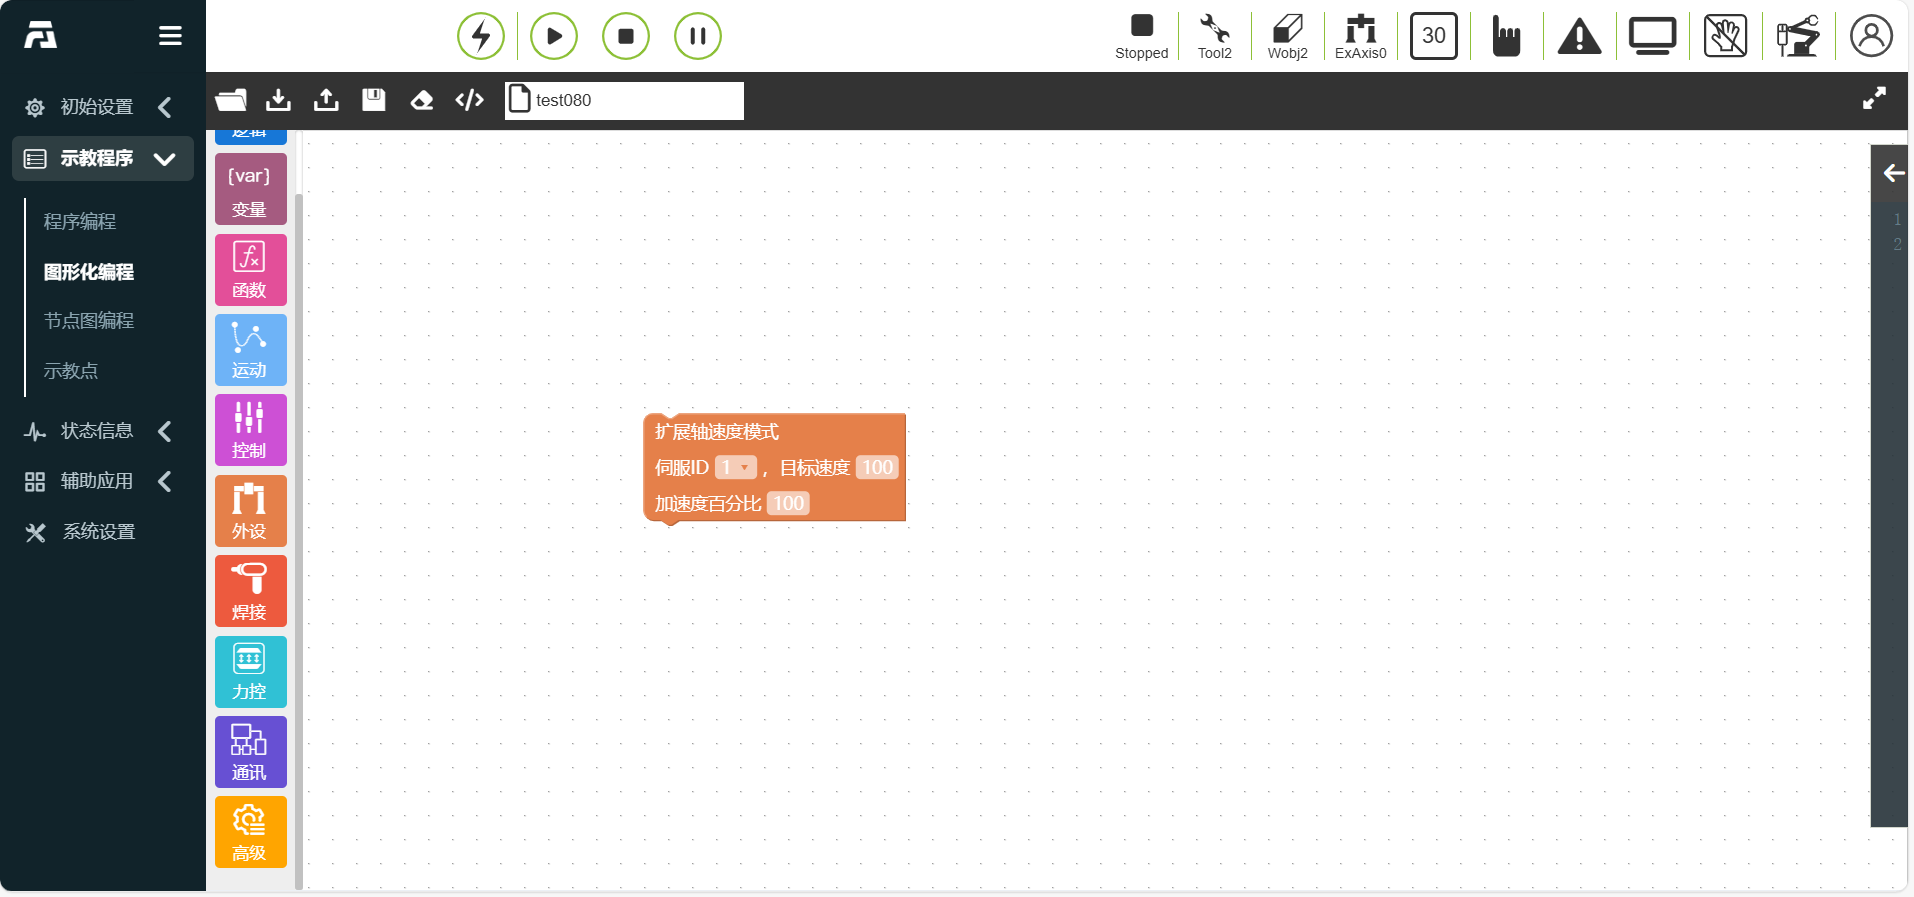 Stopped
Tool2
Wobj2
ExAxis0
30
test080
初始设置
示教程序
程序编程
图形化编程
节点图编程
示教点
状态信息
辅助应用
系统设置
逻辑
{var}
变量
函数
运动
控制
外设
焊接
力控
通讯
高级
扩展轴速度模式
伺服ID 1 ，目标速度 100
加速度百分比 100
1
2